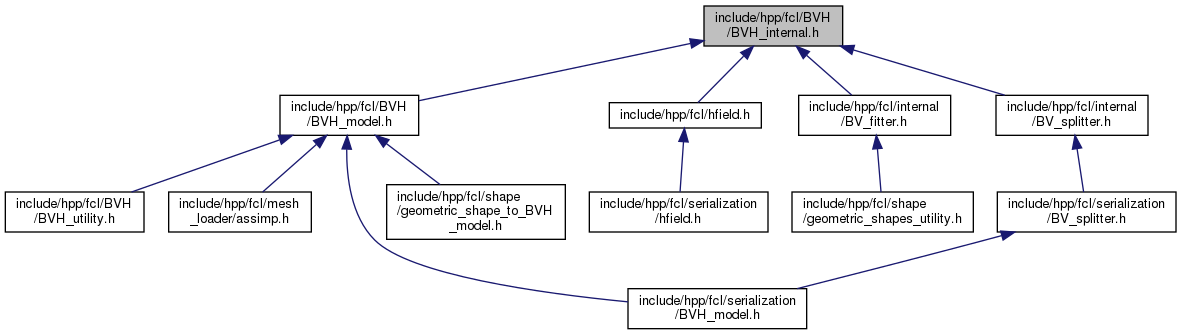 include/hpp/fcl/BVH
/BVH_internal.h
include/hpp/fcl/BVH
/BVH_model.h
include/hpp/fcl/hfield.h
include/hpp/fcl/internal
/BV_fitter.h
include/hpp/fcl/internal
/BV_splitter.h
include/hpp/fcl/BVH
/BVH_utility.h
include/hpp/fcl/mesh
_loader/assimp.h
include/hpp/fcl/shape
/geometric_shape_to_BVH
_model.h
include/hpp/fcl/serialization
/hfield.h
include/hpp/fcl/shape
/geometric_shapes_utility.h
include/hpp/fcl/serialization
/BV_splitter.h
include/hpp/fcl/serialization
/BVH_model.h